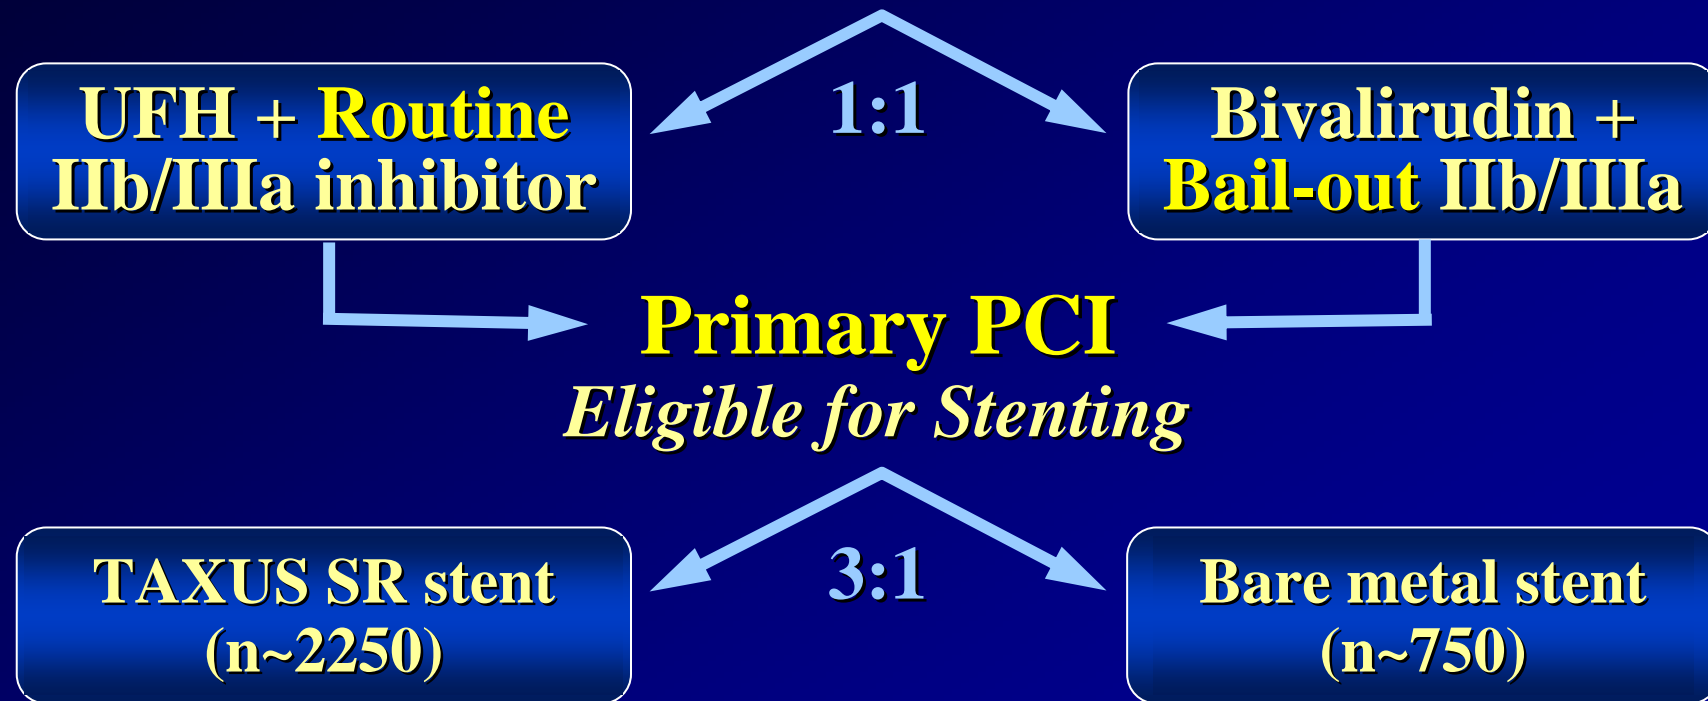 1:1
UFH + Routine
IIb/IIIa inhibitor
Bivalirudin +
Bail-out IIb/IIIa
Primary PCI
Eligible for Stenting
3:1
TAXUS SR stent
(n~2250)
Bare metal stent
(n~750)